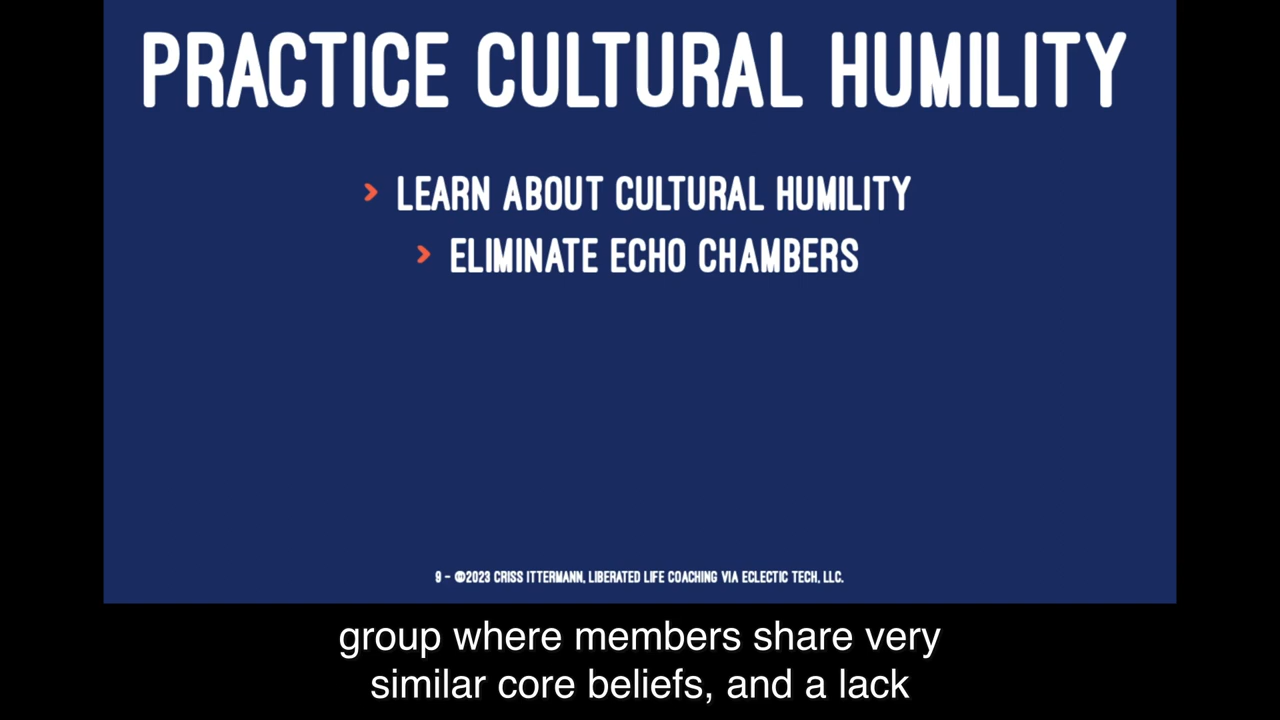 PRACTICE CULTURAL HUMILITY
> LEARN ABOUT CULTURAL HUMILITY
> ELIMINATE ECHO CHAMBERS
9 - ©2023 CRISS ITTERMANN, LIBERATED LIFE COACHING VIA ECLECTIC TECH, LLC.
group where members share very
similar core beliefs, and a lack